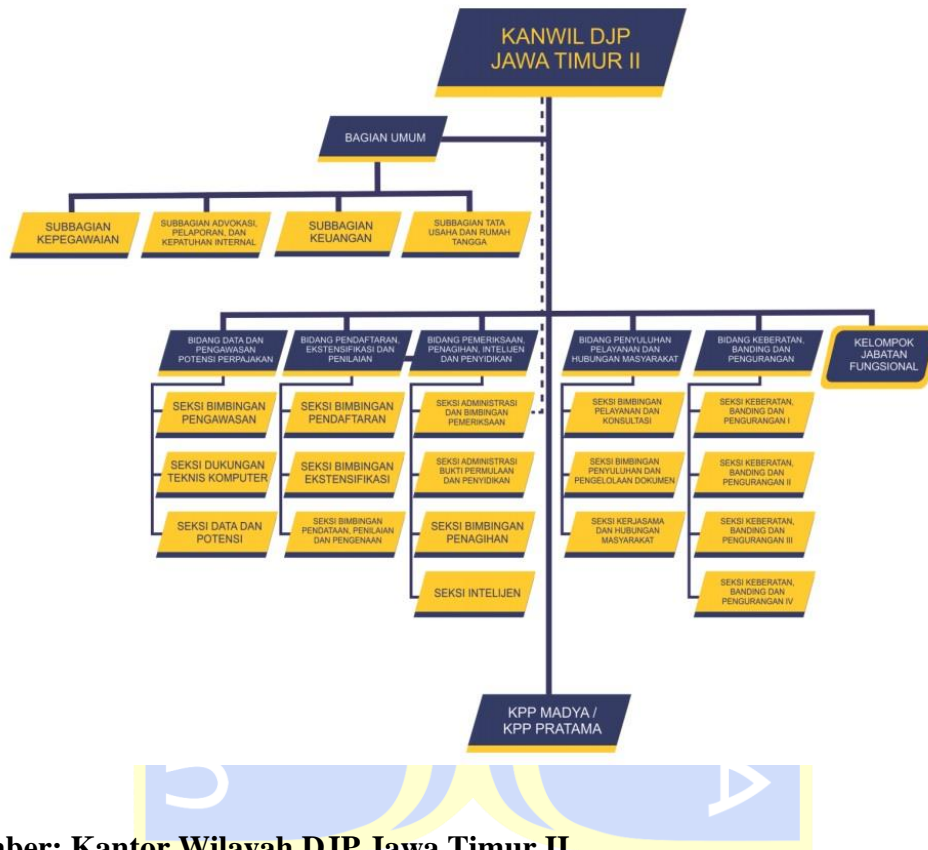 KANWIL DJP
JAWA TIMUR II
BAGIAN UMUM
SUBBAGIAN
KEPEGAWAIAN
SUBBAGIAN ADVOKASI,
PELAPORAN, DAN
KEPATUHAN INTERNAL
SUBBAGIAN
KEUANGAN
SUBBAGIAN TATA
USAHA DAN RUMAH
TANGGA
BIDANG DATA DAN
PENGAWASAN
POTENSI PERPAJAKAN
BIDANG PENDAFTARAN,
EKSTENSIFIKASI DAN
PENILAIAN
BIDANG PEMERIKSAAN,
PENAGIHAN, INTELIJEN
DAN PENYIDIKAN
BIDANG PENYULUHAN
PELAYANAN DAN
HUBUNGAN MASYARAKAT
BIDANG KEBERATAN,
BANDING DAN
PENGURANGAN
KELOMPOK
JABATAN
FUNGSIONAL
SEKSI BIMBINGAN
PENGAWASAN
SEKSI BIMBINGAN
PENDAFTARAN
SEKSI ADMINISTRASI
DAN BIMBINGAN
PEMERIKSAAN
SEKSI BIMBINGAN
PELAYANAN DAN
KONSULTASI
SEKSI KEBERATAN,
BANDING DAN
PENGURANGAN I
SEKSI DUKUNGAN
TEKNIS KOMPUTER
SEKSI BIMBINGAN
EKSTENSIFIKASI
SEKSI ADMINISTRASI
BUKTI PERMULAAN
DAN PENYIDIKAN
SEKSI BIMBINGAN
PENYULUHAN DAN
PENGELOLAAN DOKUMEN
SEKSI KEBERATAN,
BANDING DAN
PENGURANGAN II
SEKSI DATA DAN
POTENSI
SEKSI BIMBINGAN
PENDATAAN, PENILAIAN
DAN PENGENAAN
SEKSI BIMBINGAN
PENAGIHAN
SEKSI KERJASAMA
DAN HUBUNGAN
MASYARAKAT
SEKSI KEBERATAN,
BANDING DAN
PENGURANGAN III
SEKSI INTELIJEN
SEKSI KEBERATAN,
BANDING DAN
PENGURANGAN IV
KPP MADYA /
KPP PRATAMA
Kantor Wilayah DJP Jawa Timur II